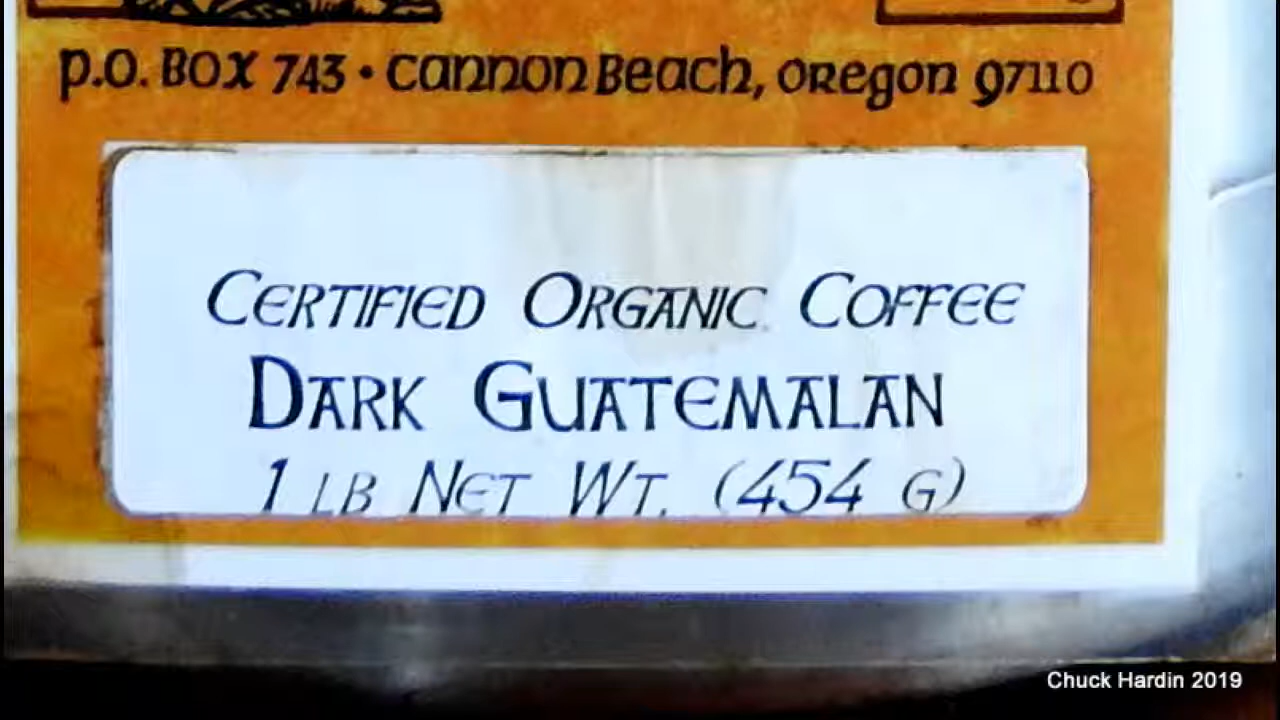 P.O. BOX 743 • Cannon Beach, Oregon 97110
CERTIFIED ORGANIC COFFEE
DARK GUATEMALAN
1 LB NET WT. (454 G)
Chuck Hardin 2019